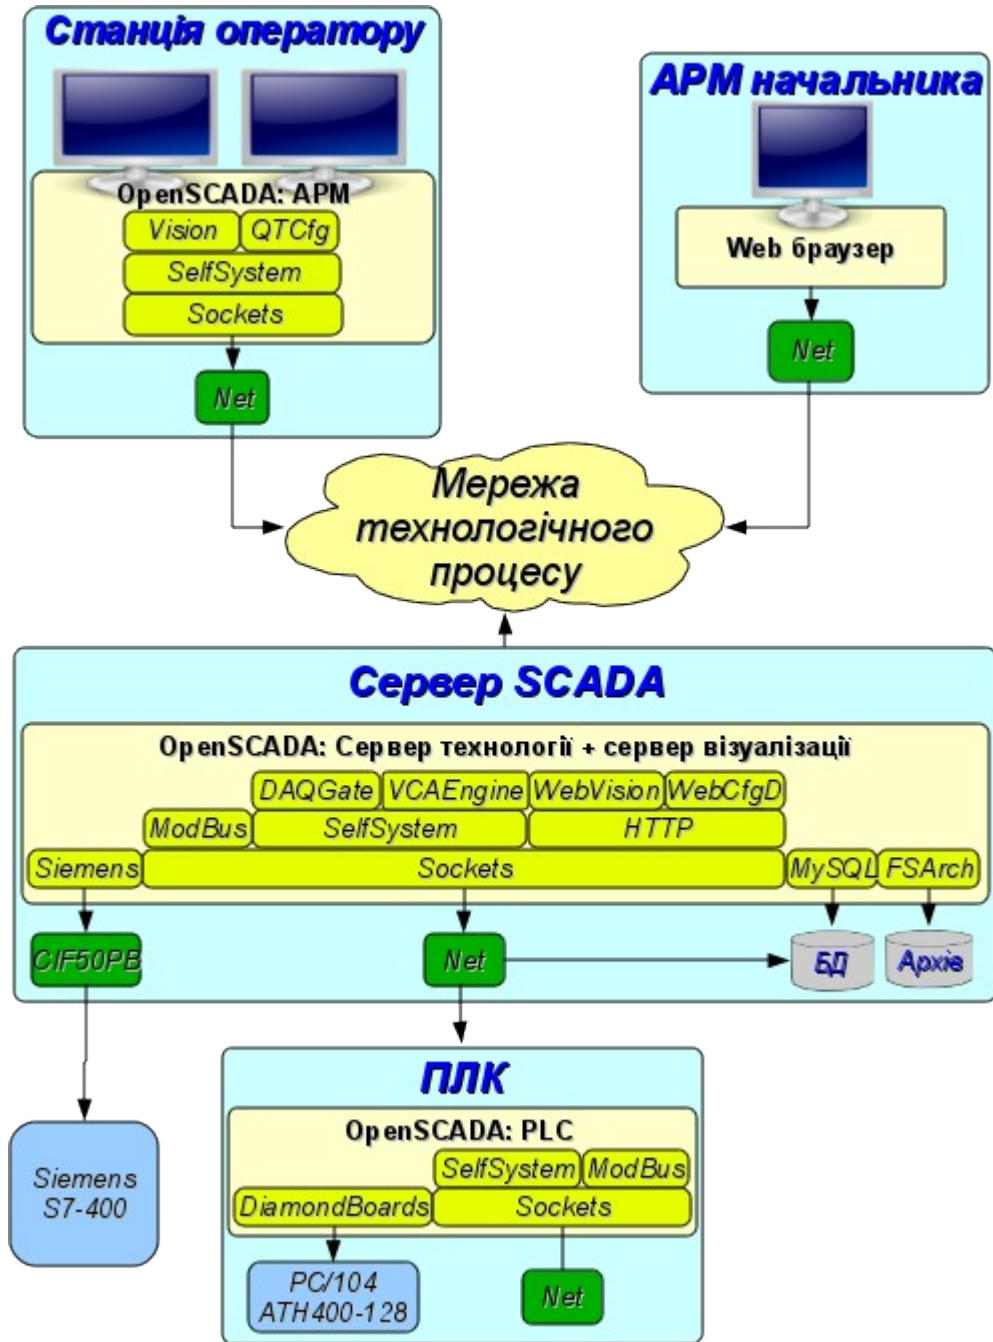 Станція оператору
OpenSCADA: АРМ
Vision
QTCfg
SelfSystem
Sockets
Net
АРМ начальника
Web браузер
Net
Мережа
технологічного
процесу
Сервер SCADA
OpenSCADA: Сервер технології + сервер візуалізації
DAQGate
VCAEngine
WebVision
WebCfgD
ModBus
SelfSystem
HTTP
Siemens
Sockets
MySQL
FSArch
CIF50PB
Net
БД
Архів
ПЛК
OpenSCADA: PLC
SelfSystem
ModBus
DiamondBoards
Sockets
Siemens
S7-400
PC/104
ATH400-128
Net